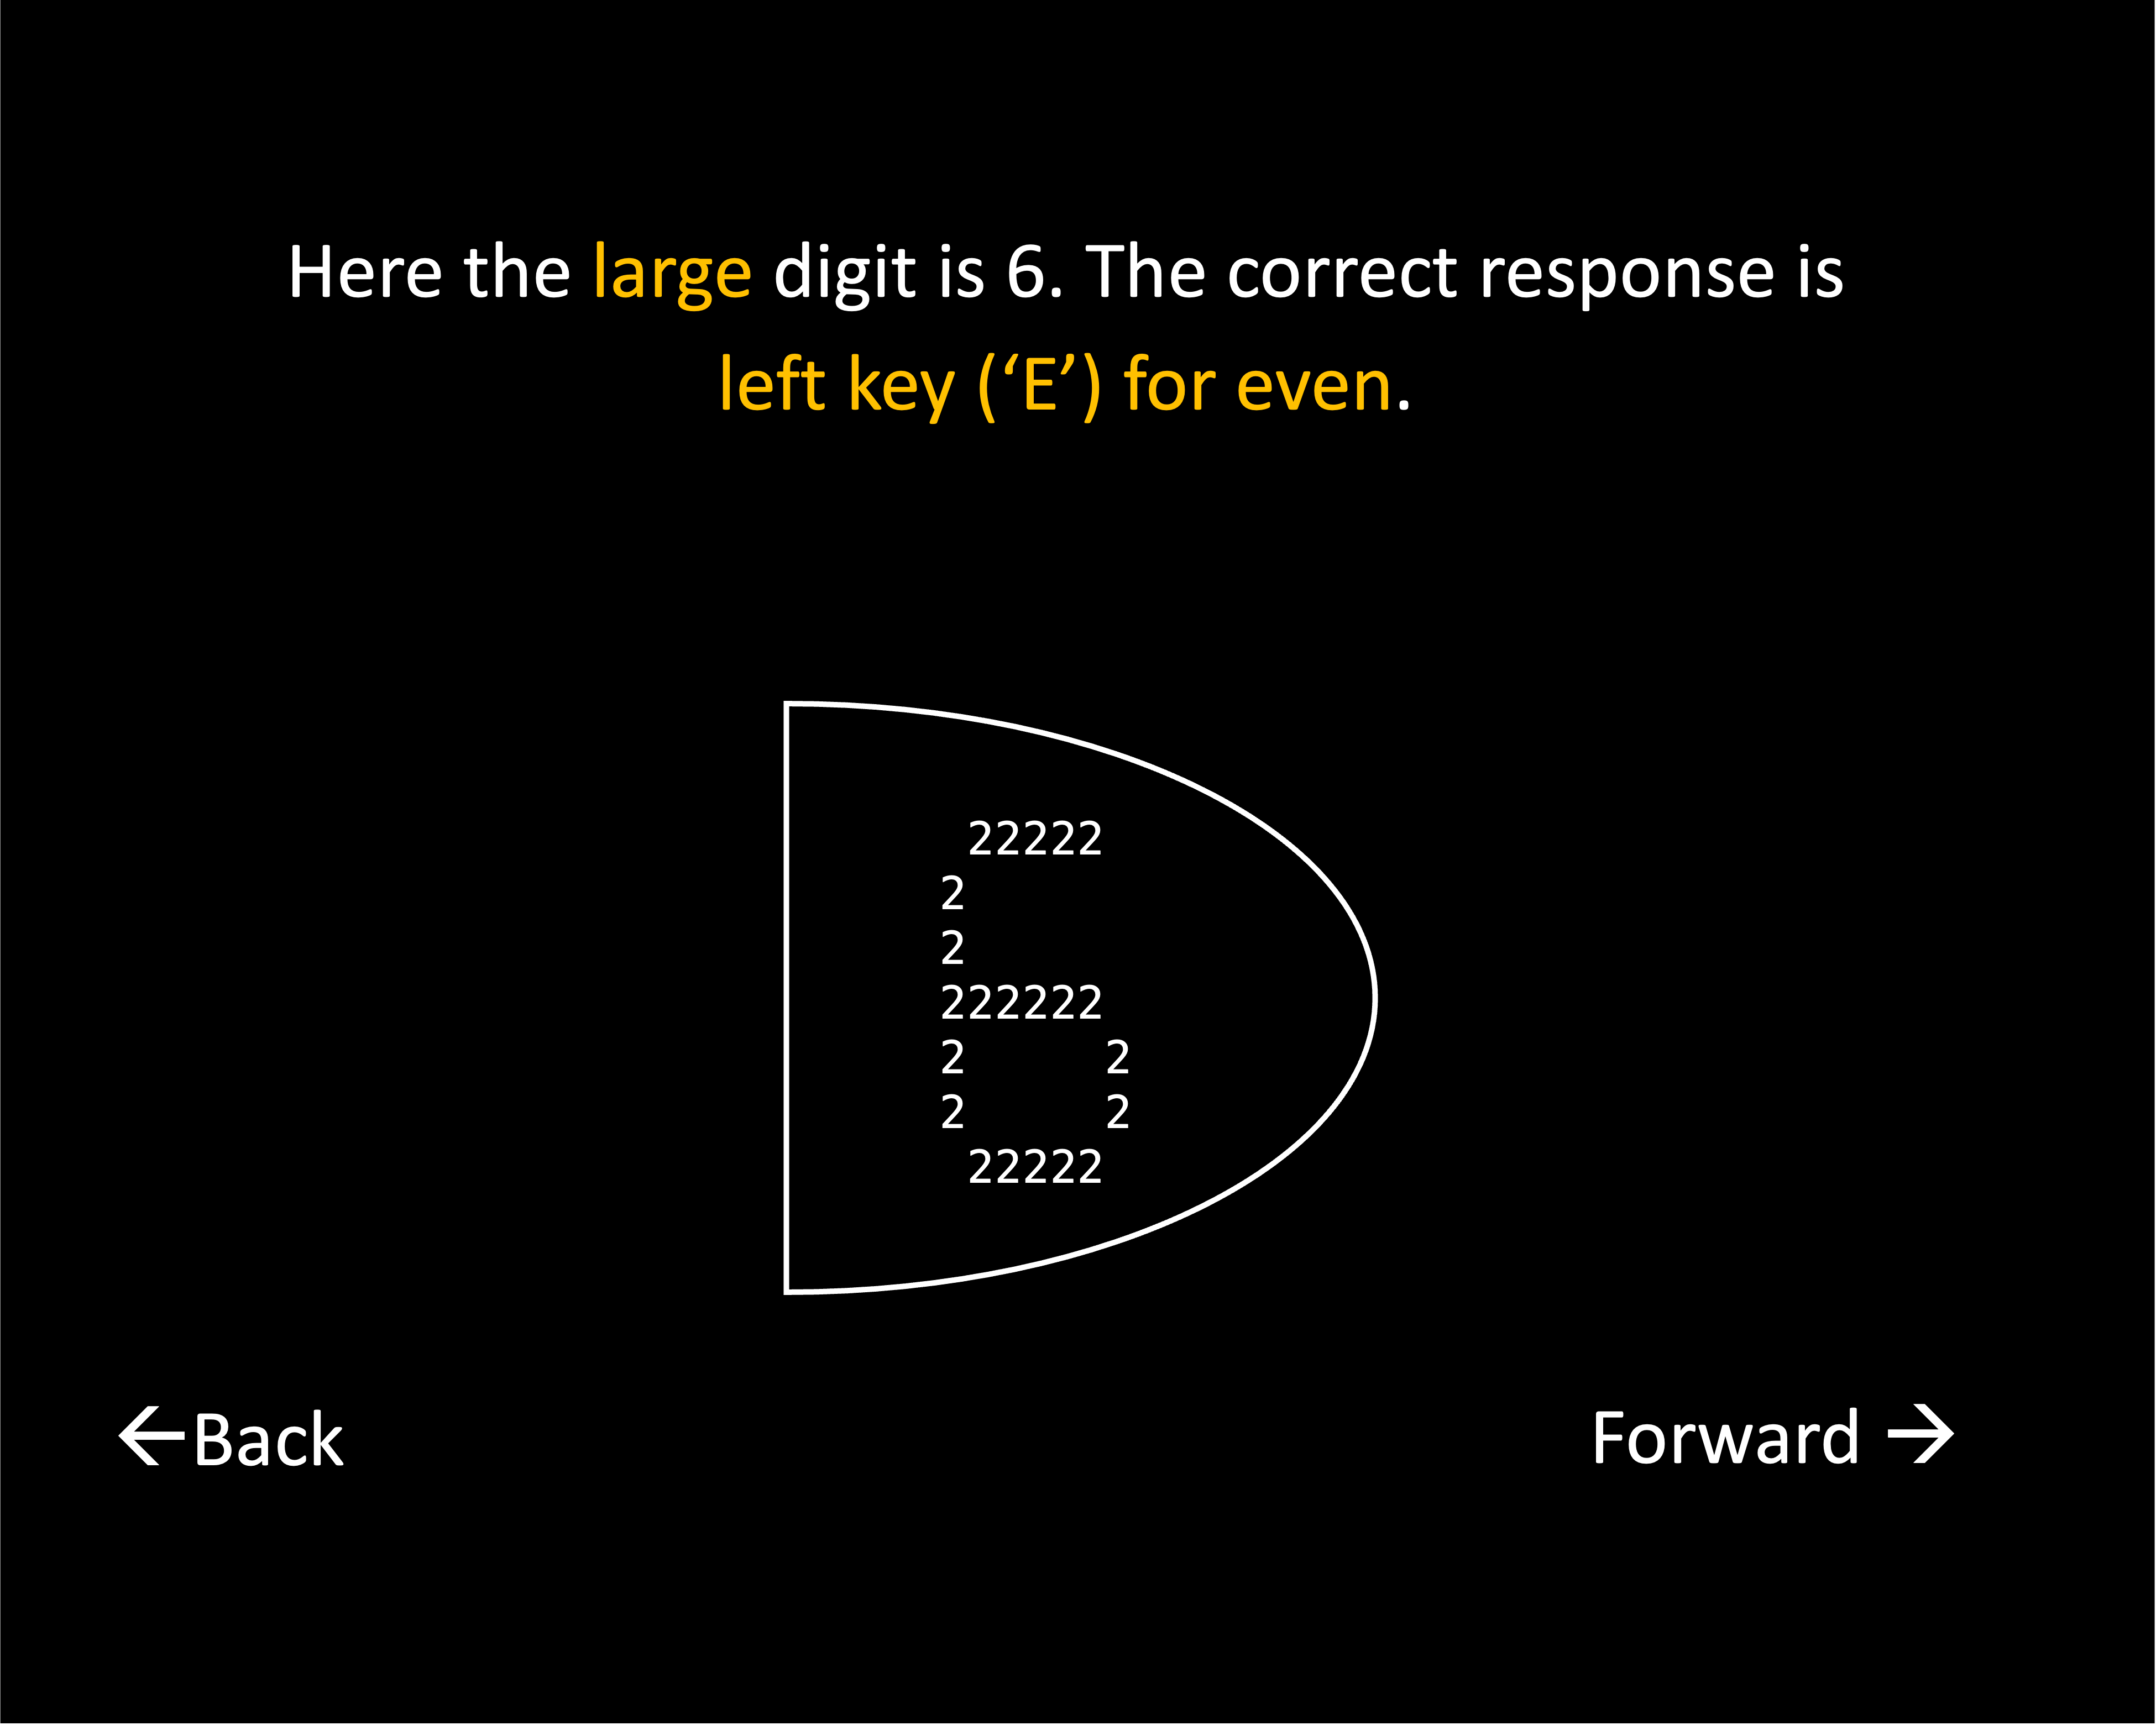 Here the large digit is 6. The correct response is
left key (‘E’) for even.
22222
2
2
222222
2 2
2 2
22222
←Back
Forward →